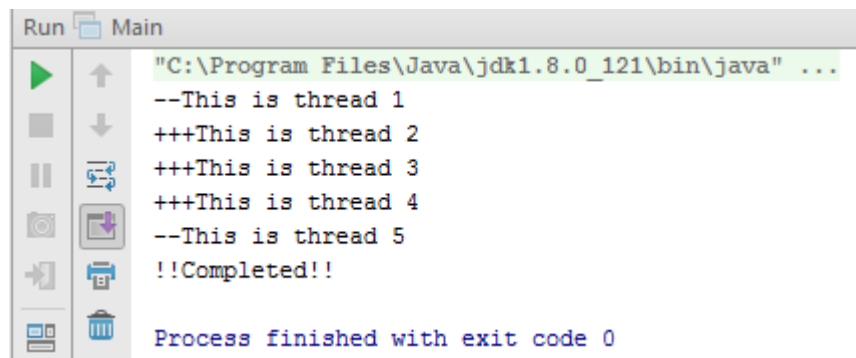 Run Main
"C:\Program Files\Java\jdk1.8.0_121\bin\java" ...
--This is thread 1
+++This is thread 2
+++This is thread 3
+++This is thread 4
--This is thread 5
!!Completed!!
Process finished with exit code 0